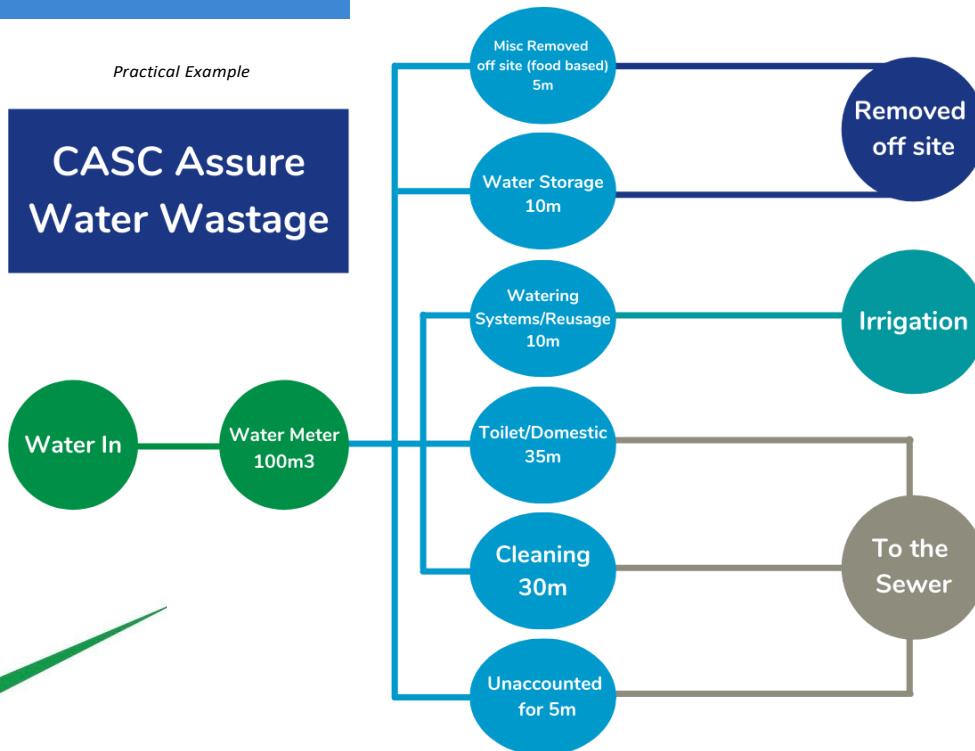 Practical Example
CASC Assure
Water Wastage
Water In
Water Meter
100m3
Misc Removed
off site (food based)
5m
Water Storage
10m
Watering
Systems/Reusage
10m
Toilet/Domestic
35m
Cleaning
30m
Unaccounted
for 5m
Removed
off site
Irrigation
To the
Sewer